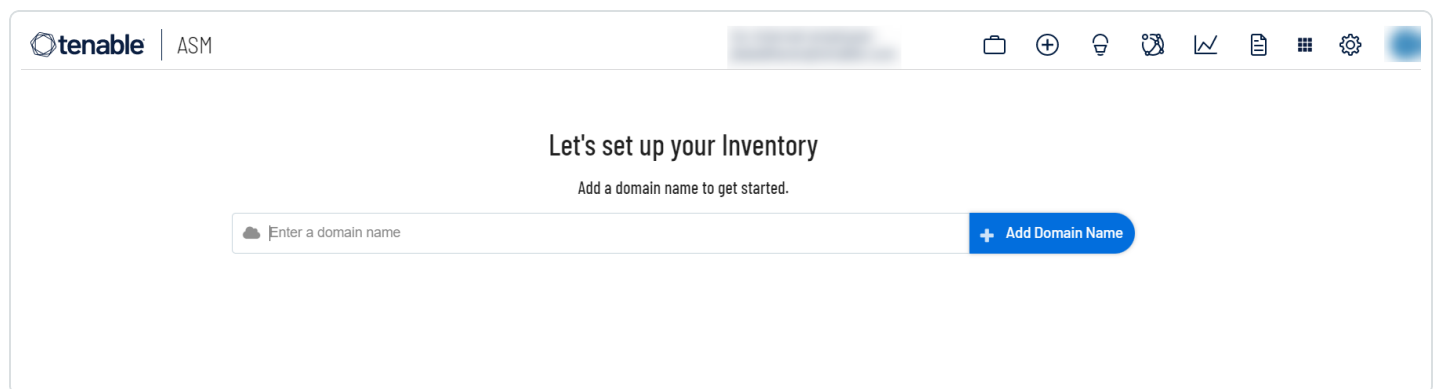 tenable ASM
Let's set up your Inventory
Add a domain name to get started.
Enter a domain name
Add Domain Name